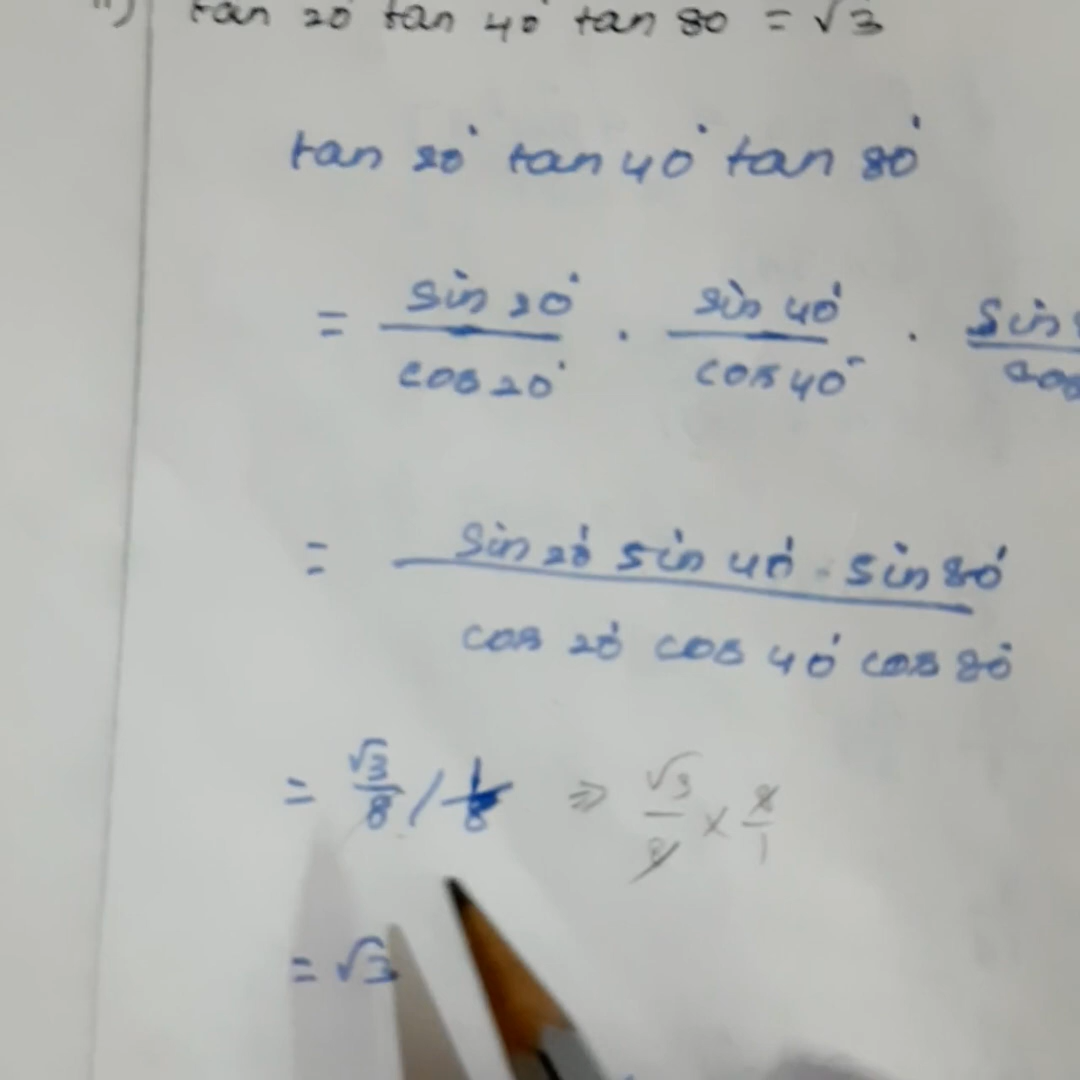 tan 20° tan 40° tan 80 = √3
tan 20° tan 40° tan 80°
= sin 20° / cos 20° · sin 40° / cos 40° ·
= sin 20° sin 40° · sin 80° / cos 20° cos 40° cos 80°
= √3/8 / 1/8 ⇒ √3/8 × 8/1
= √3